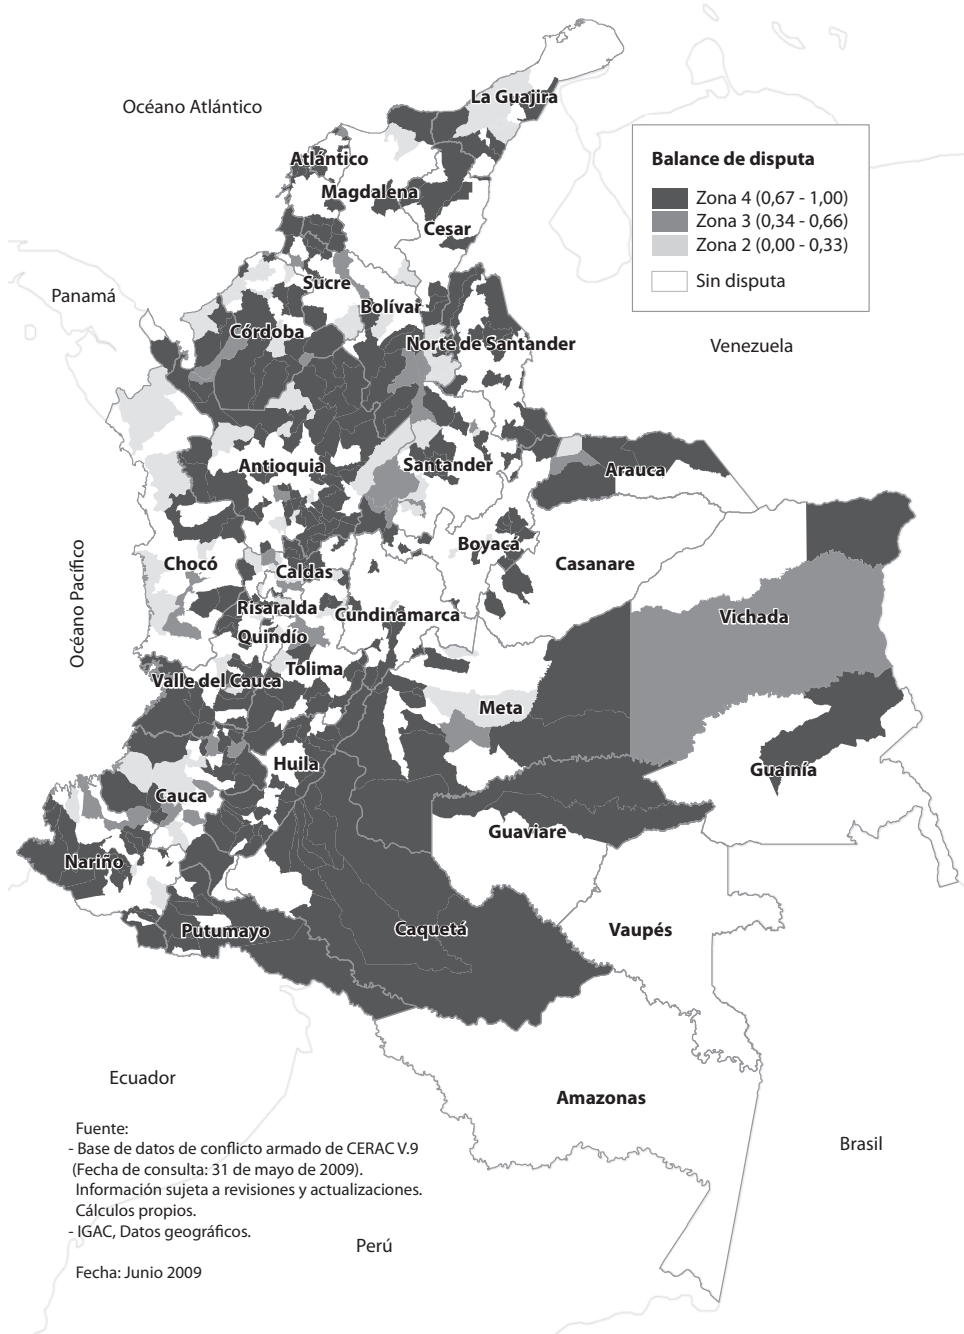 La Guajira
Océano Atlántico
Atlántico
Magdalena
Cesar
Balance de disputa
Zona 4 (0,67 - 1,00)
Zona 3 (0,34 - 0,66)
Zona 2 (0,00 - 0,33)
Sin disputa
Sucre
Panamá
Bolívar
Córdoba
Norte de Santander
Venezuela
Antioquia
Santander
Arauca
Boyacá
Chocó
Caldas
Casanare
Océano Pacífico
Risaralda
Cundinamarca
Vichada
Quindío
Tolima
Valle del Cauca
Meta
Huila
Guainía
Cauca
Guaviare
Nariño
Putumayo
Caquetá
Vaupés
Ecuador
Amazonas
Fuente:
- Base de datos de conflicto armado de CERAC V.9
(Fecha de consulta: 31 de mayo de 2009).
Información sujeta a revisiones y actualizaciones.
Cálculos propios.
- IGAC, Datos geográficos.
Brasil
Perú
Fecha: Junio 2009